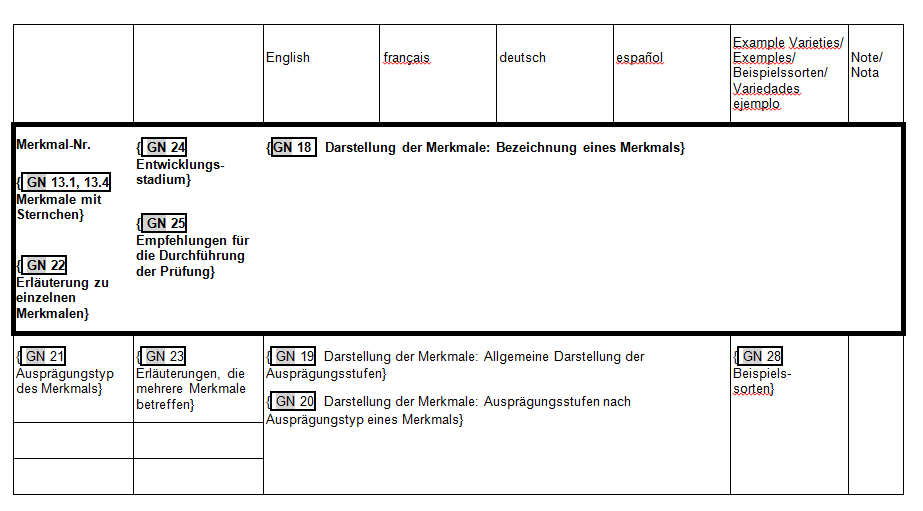 English
français
deutsch
español
Example Varieties/
Exemples/
Beispielssorten/
Variedades
ejemplo
Note/
Nota
Merkmal-Nr.
{ GN 13.1, 13.4
Merkmale mit
Sternchen}
{ GN 22
Erläuterung zu
einzelnen
Merkmalen}
{ GN 24
Entwicklungs-
stadium}
{ GN 25
Empfehlungen für
die Durchführung
der Prüfung}
{GN 18 Darstellung der Merkmale: Bezeichnung eines Merkmals}
{ GN 21
Ausprägungstyp
des Merkmals}
{ GN 23
Erläuterungen, die
mehrere Merkmale
betreffen}
{ GN 19 Darstellung der Merkmale: Allgemeine Darstellung der
Ausprägungsstufen}
{ GN 20 Darstellung der Merkmale: Ausprägungsstufen nach
Ausprägungstyp eines Merkmals}
{ GN 28
Beispiels-
sorten}